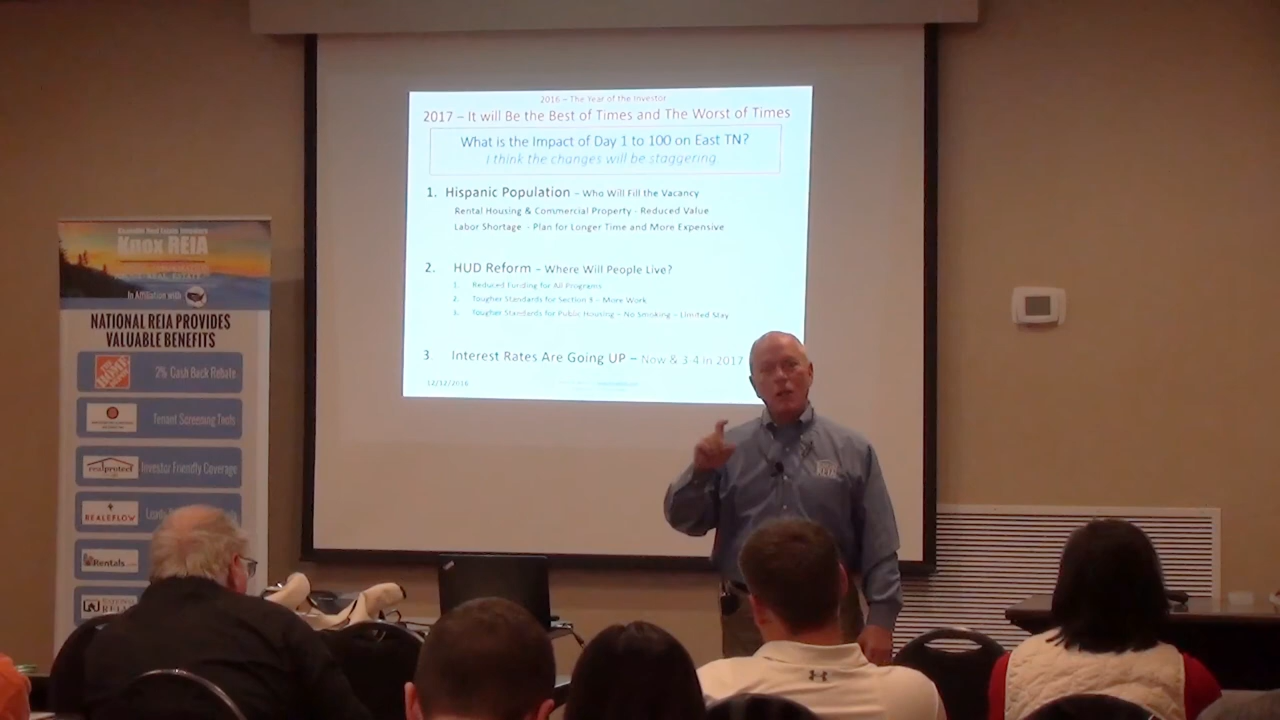 2016 – The Year of the Investor
2017 – It will Be the Best of Times and The Worst of Times
What is the Impact of Day 1 to 100 on East TN?
I think the changes will be staggering
1. Hispanic Population – Who Will Fill the Vacancy
Rental Housing & Commercial Property - Reduced Value
Labor Shortage - Plan for Longer Time and More Expensive
2. HUD Reform – Where Will People Live?
1. Reduced Funding for All Programs
2. Tougher Standards for Section 8 – More Work
3. Tougher Standards for Public Housing – No Smoking – Limited Stay
3. Interest Rates Are Going UP – Now & 3-4 in 2017
12/12/2016
Knox REIA
In Affiliation with
NATIONAL REIA PROVIDES
VALUABLE BENEFITS
THE HOME DEPOT
2% Cash Back Rebate
Tenant Screening Tools
realprotect
Investor Friendly Coverage
REALEFLOW
Rentals
REIA